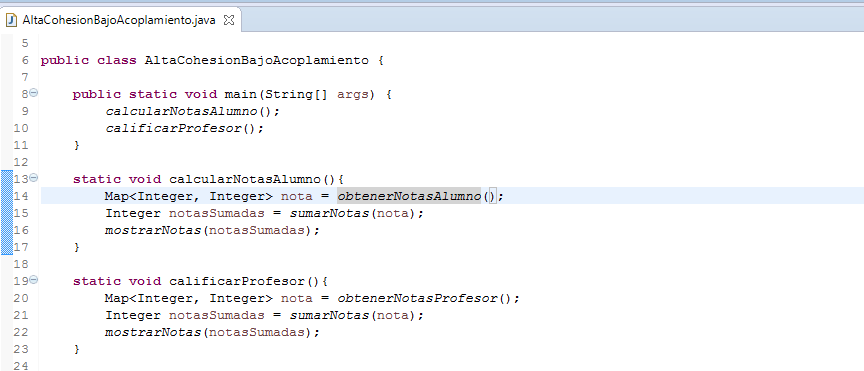 AltaCohesionBajoAcoplamiento.java
5
6 public class AltaCohesionBajoAcoplamiento {
7
8 public static void main(String[] args) {
9 calcularNotasAlumno();
10 calificarProfesor();
11 }
12
13 static void calcularNotasAlumno(){
14 Map<Integer, Integer> nota = obtenerNotasAlumno();
15 Integer notasSumadas = sumarNotas(nota);
16 mostrarNotas(notasSumadas);
17 }
18
19 static void calificarProfesor(){
20 Map<Integer, Integer> nota = obtenerNotasProfesor();
21 Integer notasSumadas = sumarNotas(nota);
22 mostrarNotas(notasSumadas);
23 }
24